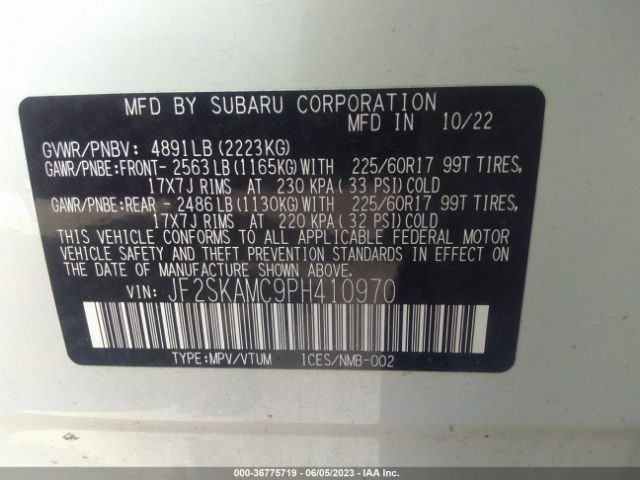 MFD BY SUBARU CORPORATION
MFD IN 10/22
GVWR/PNBV: 4891LB (2223KG)
GAWR/PNBE:FRONT- 2563LB (1165KG) WITH 225/60R17 99T TIRES,
17X7J RIMS AT 230 KPA (33 PSI) COLD
GAWR/PNBE:REAR - 2486LB (1130KG) WITH 225/60R17 99T TIRES,
17X7J RIMS AT 220 KPA (32 PSI) COLD
THIS VEHICLE CONFORMS TO ALL APPLICABLE FEDERAL MOTOR
VEHICLE SAFETY AND THEFT PREVENTION STANDARDS IN EFFECT
ON THE DATE OF MANUFACTURE SHOWN ABOVE.
VIN: JF2SKAMC9PH410970
TYPE:MPV/VTUM ICES/NMB-002
000-36775719 - 06/05/2023 - IAA Inc.